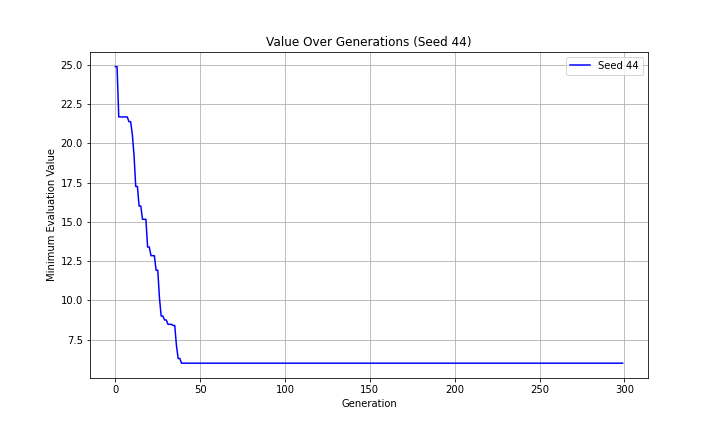 Value Over Generations (Seed 44)
Seed 44
25.0
22.5
20.0
17.5
15.0
12.5
10.0
7.5
Minimum Evaluation Value
0 50 100 150 200 250 300
Generation